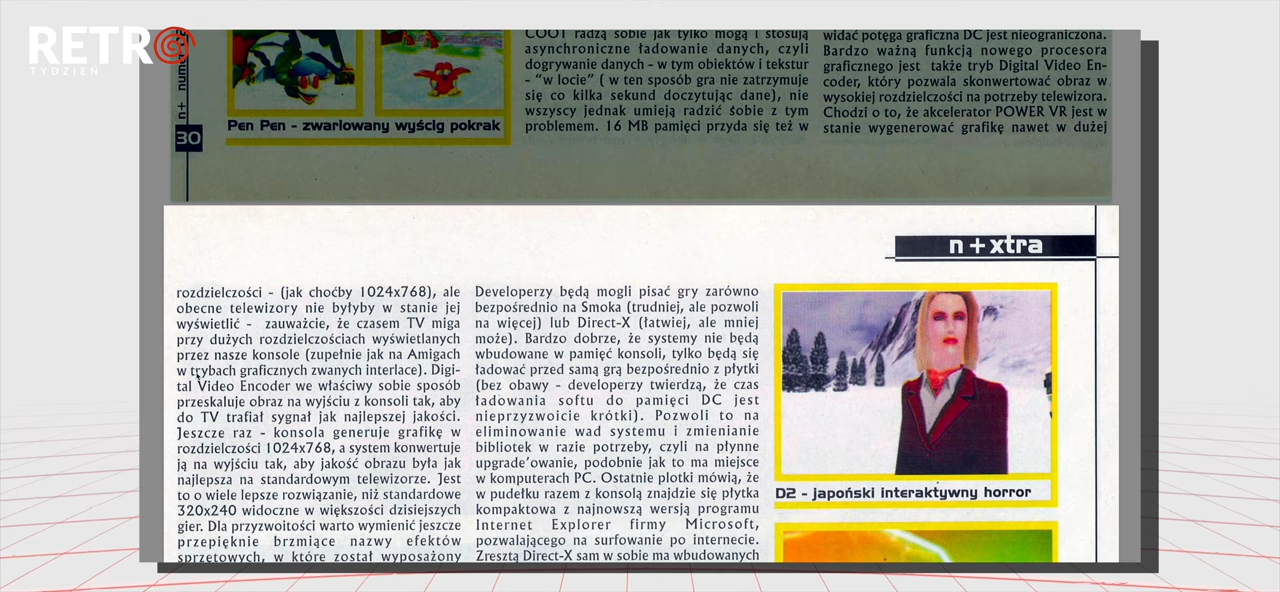 RETRO
TYDZIEŃ
n+ nume
30
Pen Pen - zwariowany wyścig pokrak
COOT radzą sobie jak tylko mogą i stosują
asynchroniczne ładowanie danych, czyli
dogrywanie danych - w tym obiektów i tekstur
- “w locie” ( w ten sposób gra nie zatrzymuje
się co kilka sekund doczytując dane), nie
wszyscy jednak umieją radzić sobie z tym
problemem. 16 MB pamięci przyda się też w
widać potęga graficzna DC jest nieograniczona.
Bardzo ważną funkcją nowego procesora
graficznego jest także tryb Digital Video En-
coder, który pozwala skonwertować obraz w
wysokiej rozdzielczości na potrzeby telewizora.
Chodzi o to, że akcelerator POWER VR jest w
stanie wygenerować grafikę nawet w dużej
n+xtra
rozdzielczości - (jak choćby 1024x768), ale
obecne telewizory nie byłyby w stanie jej
wyświetlić - zauważcie, że czasem TV miga
przy dużych rozdzielczościach wyświetlanych
przez nasze konsole (zupełnie jak na Amigach
w trybach graficznych zwanych interlace). Digi-
tal Video Encoder we właściwy sobie sposób
przeskaluje obraz na wyjściu z konsoli tak, aby
do TV trafiał sygnał jak najlepszej jakości.
Jeszcze raz - konsola generuje grafikę w
rozdzielczości 1024x768, a system konwertuje
ją na wyjściu tak, aby jakość obrazu była jak
najlepsza na standardowym telewizorze. Jest
to o wiele lepsze rozwiązanie, niż standardowe
320x240 widoczne w większości dzisiejszych
gier. Dla przyzwoitości warto wymienić jeszcze
przepięknie brzmiące nazwy efektów
sprzętowych, w które został wyposażony
Developerzy będą mogli pisać gry zarówno
bezpośrednio na Smoka (trudniej, ale pozwoli
na więcej) lub Direct-X (łatwiej, ale mniej
może). Bardzo dobrze, że systemy nie będą
wbudowane w pamięć konsoli, tylko będą się
ładować przed samą grą bezpośrednio z płytki
(bez obawy - developerzy twierdzą, że czas
ładowania softu do pamięci DC jest
nieprzyzwoicie krótki). Pozwoli to na
eliminowanie wad systemu i zmienianie
bibliotek w razie potrzeby, czyli na płynne
upgrade’owanie, podobnie jak to ma miejsce
w komputerach PC. Ostatnie plotki mówią, że
w pudełku razem z konsolą znajdzie się płytka
kompaktowa z najnowszą wersją programu
Internet Explorer firmy Microsoft,
pozwalającego na surfowanie po internecie.
Zresztą Direct-X sam w sobie ma wbudowanych
D2 - japoński interaktywny horror